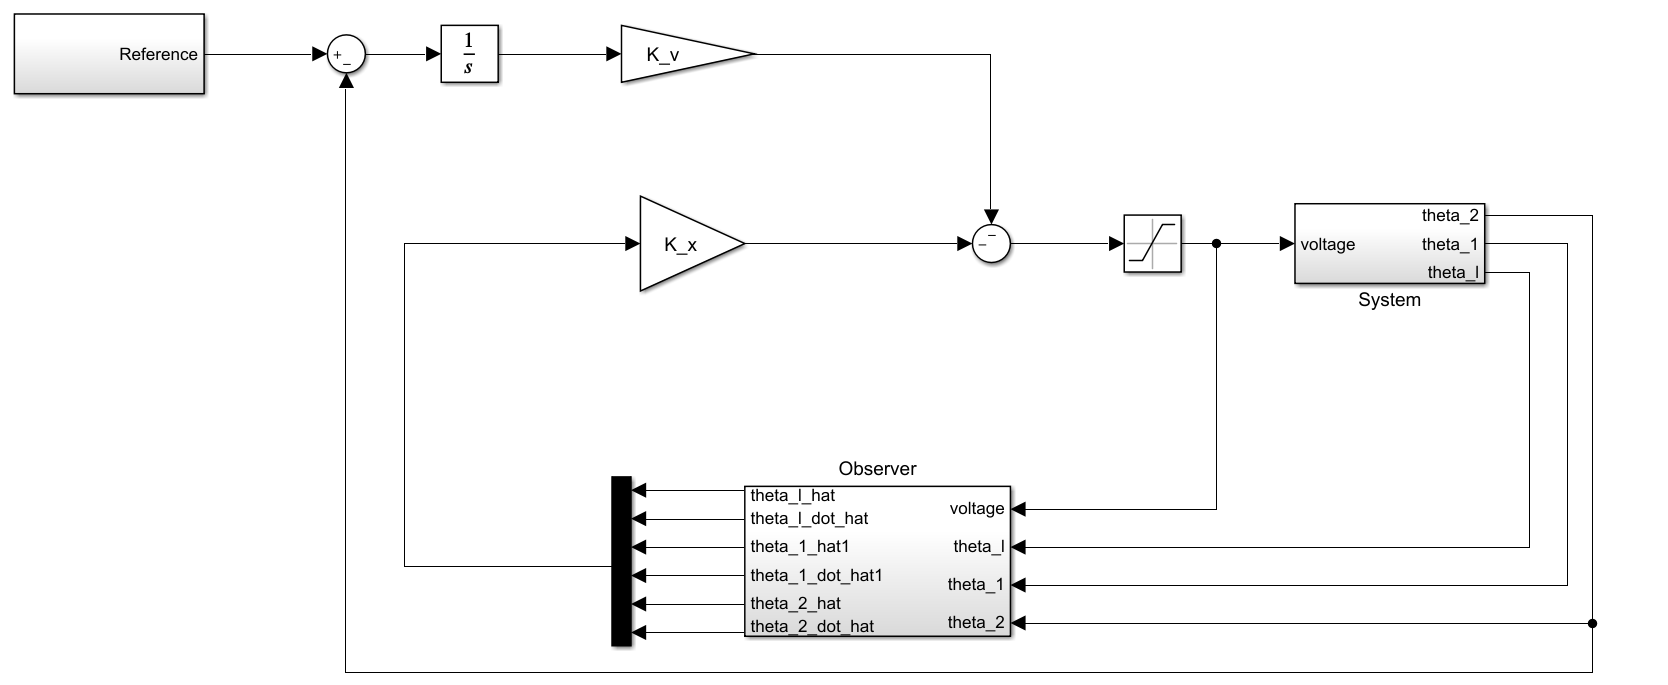 Reference
+
−
1
s
K_v
K_x
−
−
voltage
theta_2
theta_1
theta_l
System
Observer
theta_l_hat
theta_l_dot_hat
theta_1_hat1
theta_1_dot_hat1
theta_2_hat
theta_2_dot_hat
voltage
theta_l
theta_1
theta_2